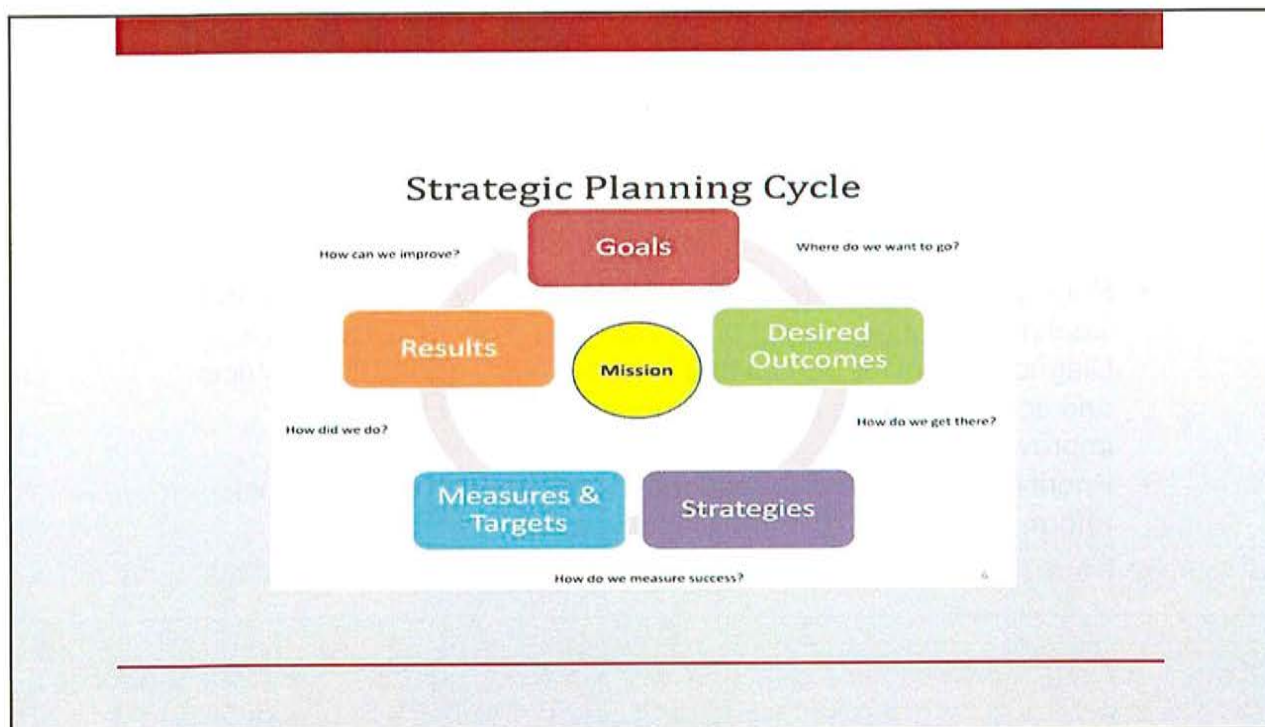 Strategic Planning Cycle
Goals
How can we improve?
Where do we want to go?
Results
Mission
Desired
Outcomes
How did we do?
How do we get there?
Measures &
Targets
Strategies
How do we measure success?
6